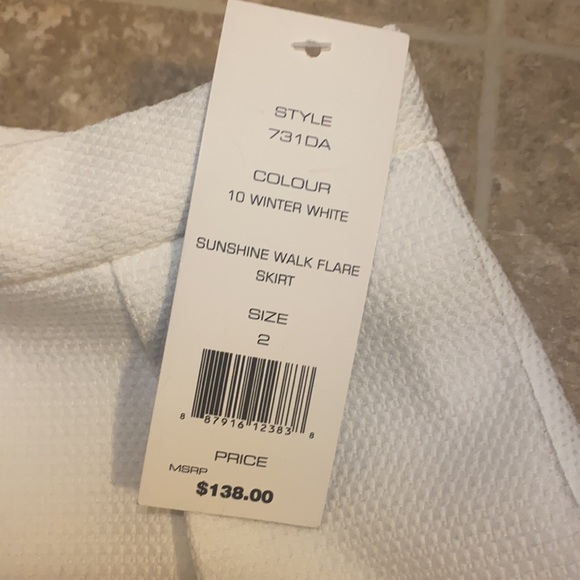 STYLE
731DA
COLOUR
10 WINTER WHITE
SUNSHINE WALK FLARE
SKIRT
SIZE
2
8 87916 12383 8
PRICE
MSRP
$138.00